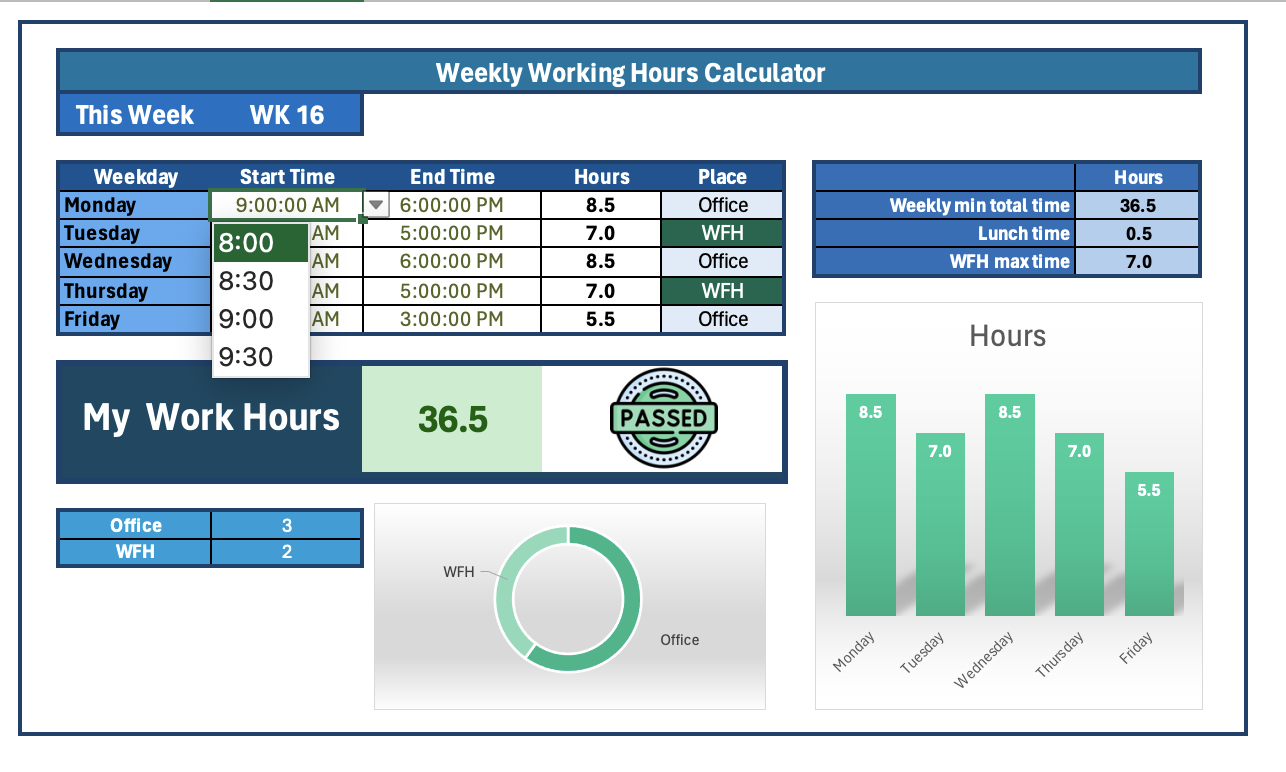 Weekly Working Hours Calculator
This Week WK 16
Weekday Start Time End Time Hours Place
Monday 9:00:00 AM 6:00:00 PM 8.5 Office
Tuesday AM 5:00:00 PM 7.0 WFH
Wednesday AM 6:00:00 PM 8.5 Office
Thursday AM 5:00:00 PM 7.0 WFH
Friday AM 3:00:00 PM 5.5 Office
8:00
8:30
9:00
9:30
Hours
Weekly min total time 36.5
Lunch time 0.5
WFH max time 7.0
My Work Hours 36.5 PASSED
Office 3
WFH 2
WFH
Office
Hours
8.5 7.0 8.5 7.0 5.5
Monday Tuesday Wednesday Thursday Friday